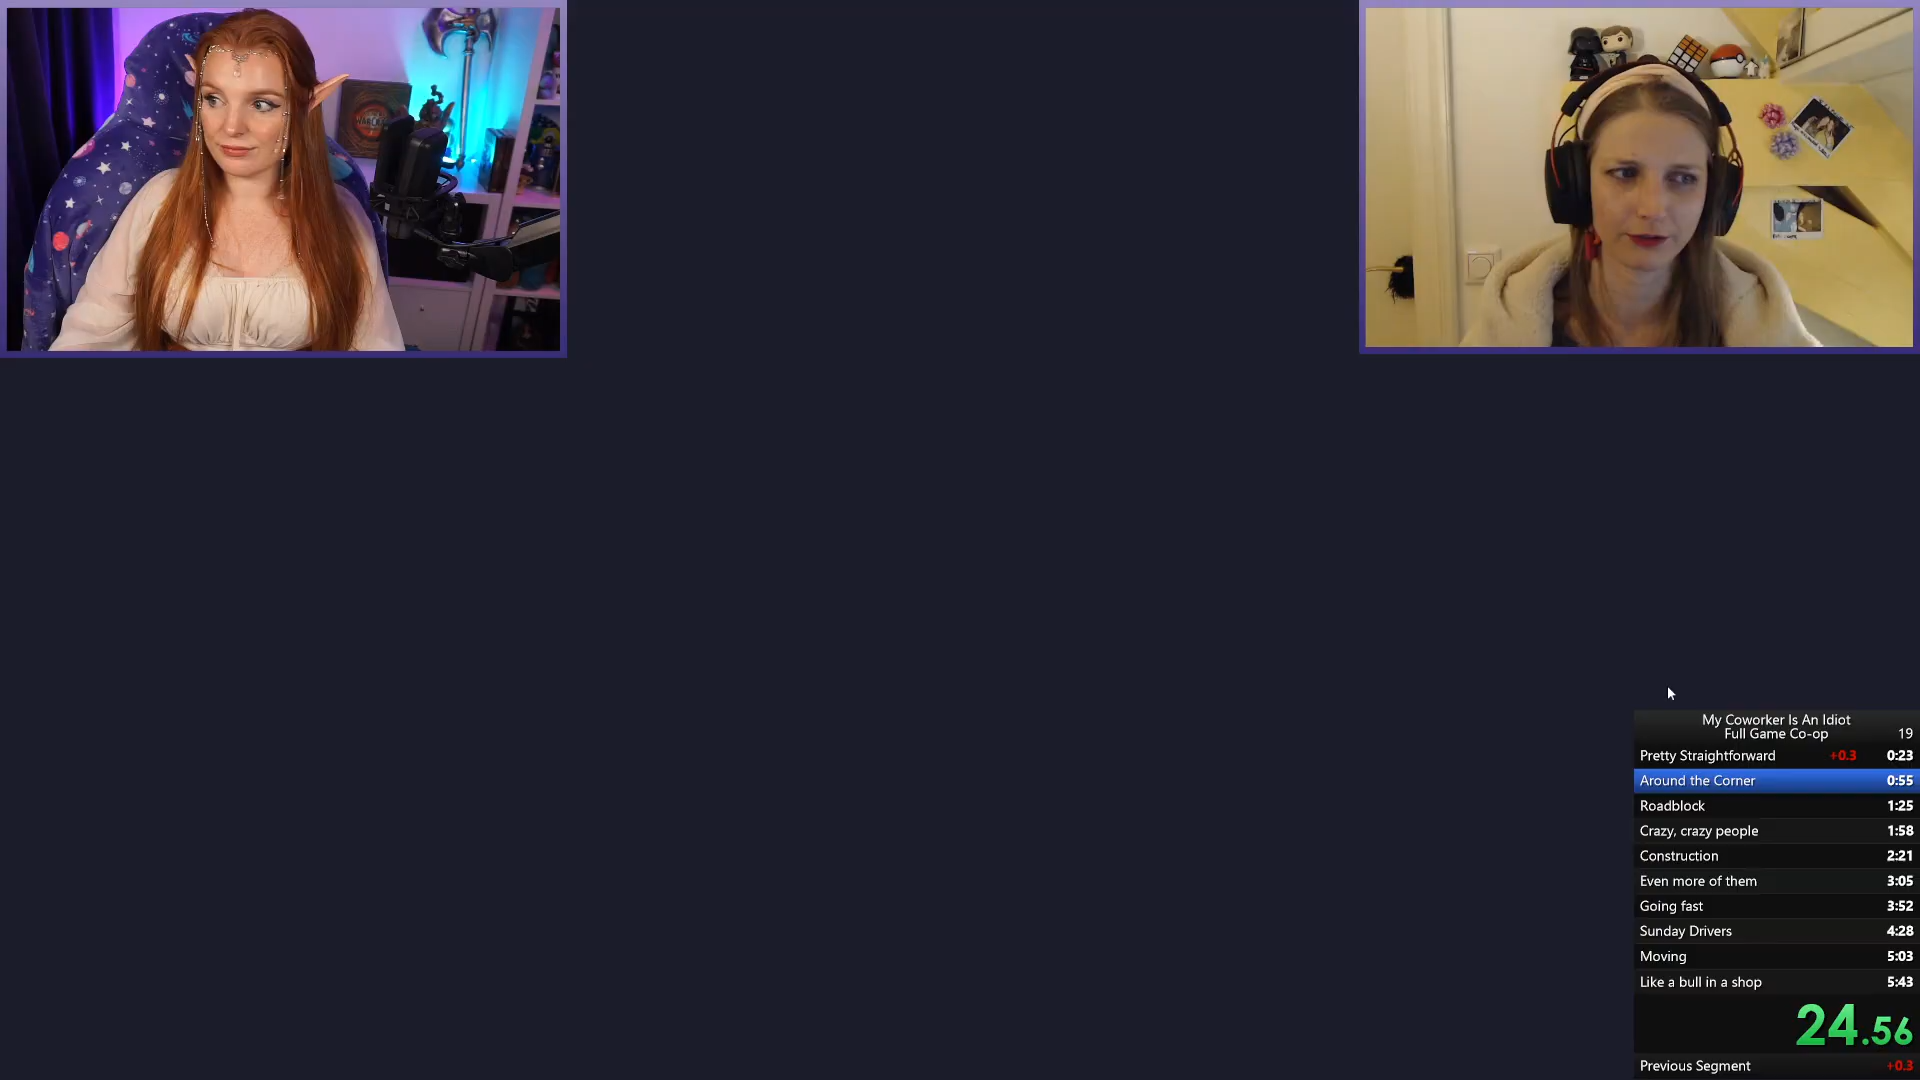 My Coworker Is An Idiot
Full Game Co-op 19
Pretty Straightforward +0.3 0:23
Around the Corner 0:55
Roadblock 1:25
Crazy, crazy people 1:58
Construction 2:21
Even more of them 3:05
Going fast 3:52
Sunday Drivers 4:28
Moving 5:03
Like a bull in a shop 5:43
24.56
Previous Segment +0.3